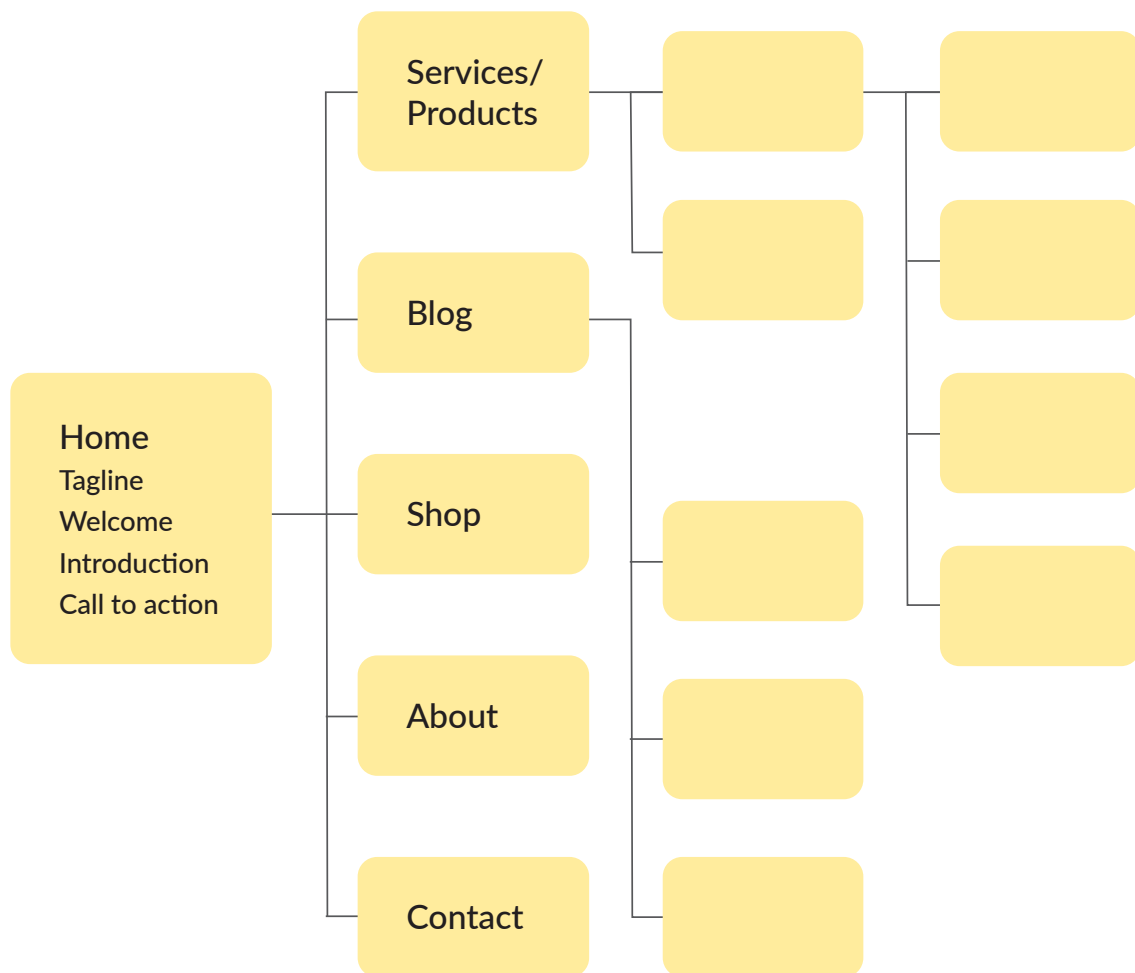 Services/
Products
Blog
Home
Tagline
Welcome
Introduction
Call to action
Shop
About
Contact